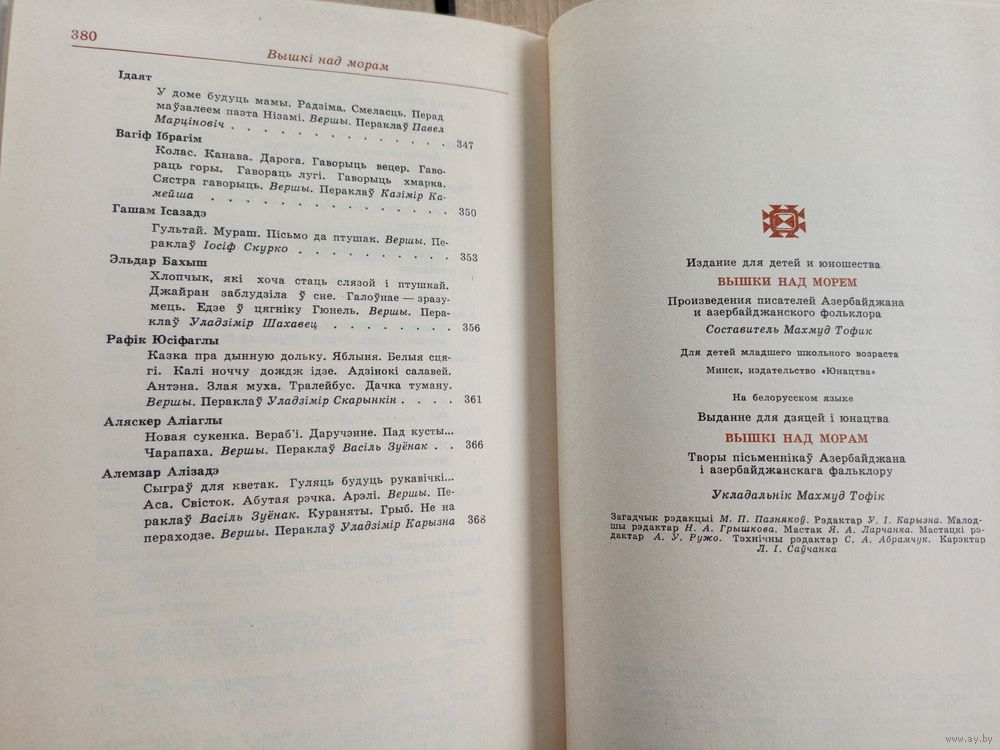 380
Вышкі над морам
Ідаят
У доме будуць мамы. Радзіма. Смеласць. Перад
маўзалеем паэта Нізамі. Вершы. Пераклаў Павел
Марціновіч . . . . . . . . . . . . . 347
Вагіф Ібрагім
Колас. Канава. Дарога. Гаворыць вецер. Гаво-
раць горы. Гавораць лугі. Гаворыць хмарка.
Сястра гаворыць. Вершы. Пераклаў Казімір Ка-
мейша . . . . . . . . . . . . . . 350
Гашам Ісазадэ
Гультай. Мураш. Пісьмо да птушак. Вершы. Пе-
раклаў Іосіф Скурко . . . . . . . . . . 353
Эльдар Бахыш
Хлопчык, які хоча стаць слязой і птушкай.
Джайран заблудзіла ў сне. Галоўнае — зразу-
мець. Едзе ў цягніку Гюнель. Вершы. Пера-
клаў Уладзімір Шахавец . . . . . . . . 356
Рафік Юсіфаглы
Казка пра дынную дольку. Яблыня. Белыя сця-
гі. Калі ноччу дождж ідзе. Адзінокі салавей.
Антэна. Злая муха. Тралейбус. Дачка туману.
Вершы. Пераклаў Уладзімір Скарынкін . . . . 361
Аляскер Аліаглы
Новая сукенка. Вераб'і. Даручэнне. Пад кусты...
Чарапаха. Вершы. Пераклаў Васіль Зуёнак . . 366
Алемзар Алізадэ
Сыграў для кветак. Гуляць будуць рукавічкі...
Аса. Свісток. Абутая рэчка. Арэлі. Вершы. Пе-
раклаў Васіль Зуёнак. Кураняты. Грыб. Не на
пераходзе. Вершы. Пераклаў Уладзімір Карызна 368
Издание для детей и юношества
ВЫШКИ НАД МОРЕМ
Произведения писателей Азербайджана
и азербайджанского фольклора
Составитель Махмуд Тофик
Для детей младшего школьного возраста
Минск, издательство «Юнацтва»
На белорусском языке
Выданне для дзяцей і юнацтва
ВЫШКІ НАД МОРАМ
Творы пісьменнікаў Азербайджана
і азербайджанскага фальклору
Укладальнік Махмуд Тофік
Загадчык рэдакцыі М. П. Пазнякоў. Рэдактар У. І. Карызна. Малод-
шы рэдактар Н. А. Грышкова. Мастак Я. А. Ларчанка. Мастацкі рэ-
дактар А. У. Ружо. Тэхнічны рэдактар С. А. Абрамчук. Карэктар
Л. І. Саўчанка
www.ay.by